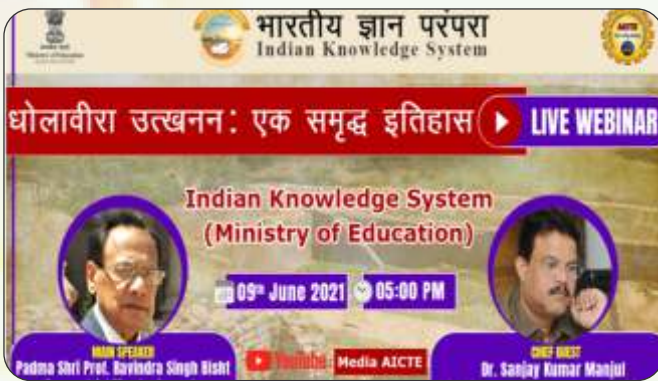 भारतीय ज्ञान परंपरा
Indian Knowledge System
AICTE
धोलावीरा उत्खनन: एक समृद्ध इतिहास
LIVE WEBINAR
Indian Knowledge System
(Ministry of Education)
09th June 2021
05:00 PM
MAIN SPEAKER
Padma Shri Prof. Ravindra Singh Bisht
YouTube Media AICTE
CHIEF GUEST
Dr. Sanjay Kumar Manjul